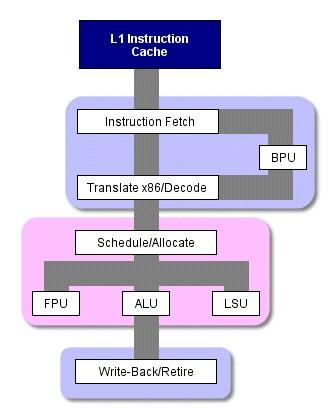 L1 Instruction
Cache
Instruction Fetch
BPU
Translate x86/Decode
Schedule/Allocate
FPU
ALU
LSU
Write-Back/Retire